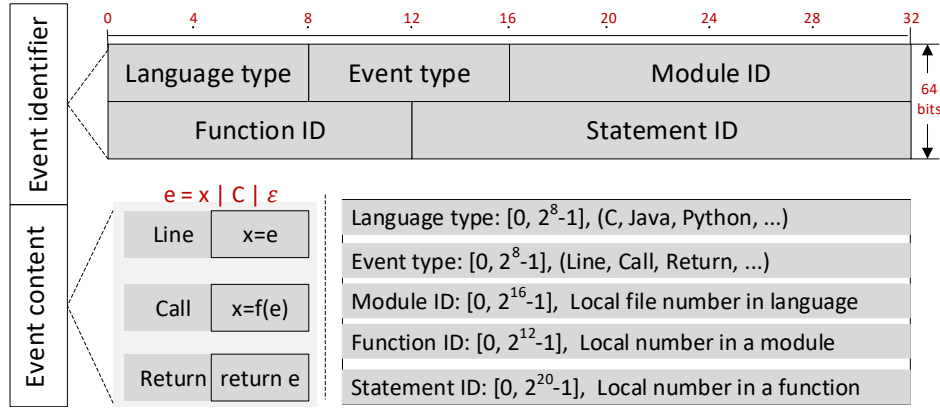 0 4 8 12 16 20 24 28 32
Event identifier
Language type Event type Module ID
Function ID Statement ID
64 bits
e = x | C | ε
Event content
Line x=e
Call x=f(e)
Return return e
Language type: [0, 2^8-1], (C, Java, Python, ...)
Event type: [0, 2^8-1], (Line, Call, Return, ...)
Module ID: [0, 2^16-1], Local file number in language
Function ID: [0, 2^12-1], Local number in a module
Statement ID: [0, 2^20-1], Local number in a function